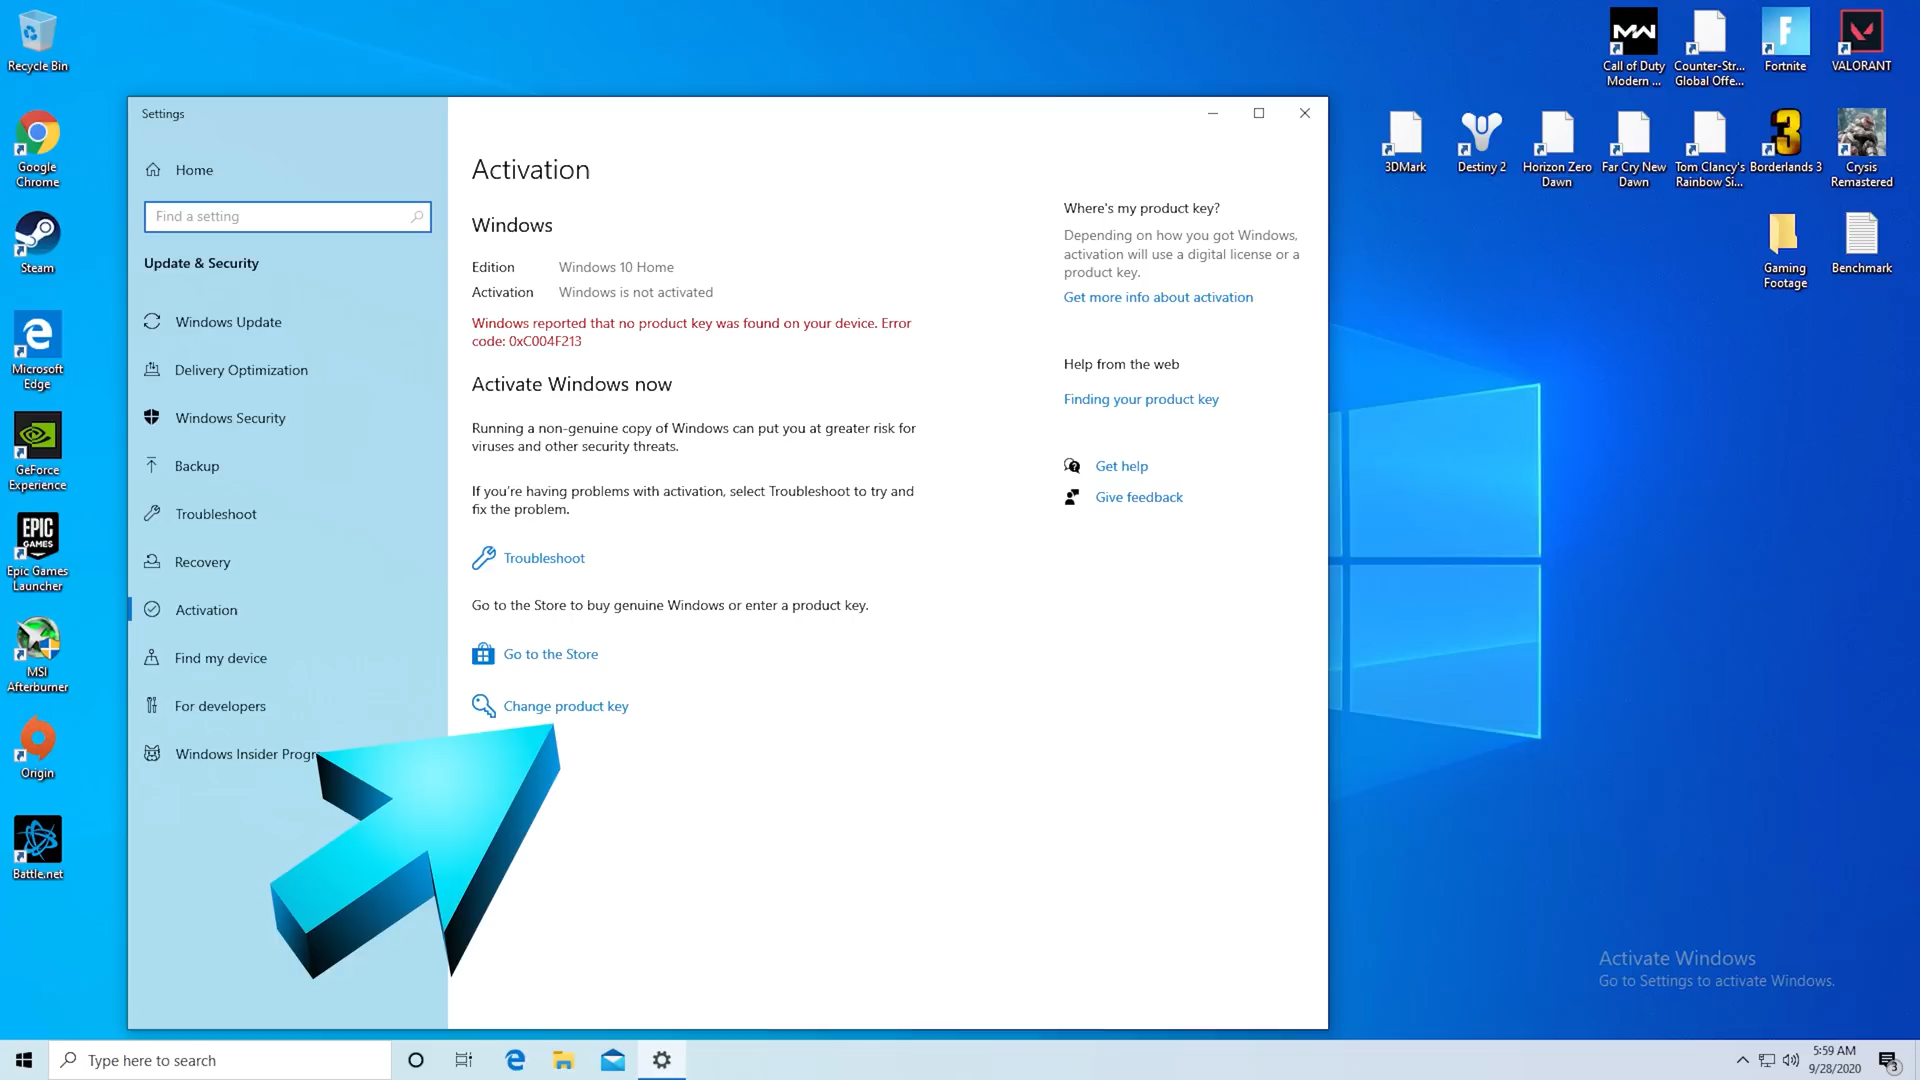 Recycle Bin
Google
Chrome
Steam
Microsoft
Edge
GeForce
Experience
EPIC
GAMES
Epic Games
Launcher
MSI
Afterburner
Origin
Battle.net
Settings
Home
Find a setting
Update & Security
Windows Update
Delivery Optimization
Windows Security
Backup
Troubleshoot
Recovery
Activation
Find my device
For developers
Windows Insider Progr
Activation
Windows
Edition Windows 10 Home
Activation Windows is not activated
Windows reported that no product key was found on your device. Error
code: 0xC004F213
Activate Windows now
Running a non-genuine copy of Windows can put you at greater risk for
viruses and other security threats.
If you're having problems with activation, select Troubleshoot to try and
fix the problem.
Troubleshoot
Go to the Store to buy genuine Windows or enter a product key.
Go to the Store
Change product key
Where's my product key?
Depending on how you got Windows,
activation will use a digital license or a
product key.
Get more info about activation
Help from the web
Finding your product key
Get help
Give feedback
MW
Call of Duty
Modern ...
Counter-Str...
Global Offe...
F
Fortnite
VALORANT
3DMark
Destiny 2
Horizon Zero
Dawn
Far Cry New
Dawn
Tom Clancy's
Rainbow Si...
3
Borderlands 3
Crysis
Remastered
Gaming
Footage
Benchmark
Activate Windows
Go to Settings to activate Windows.
Type here to search
5:59 AM
9/28/2020
3